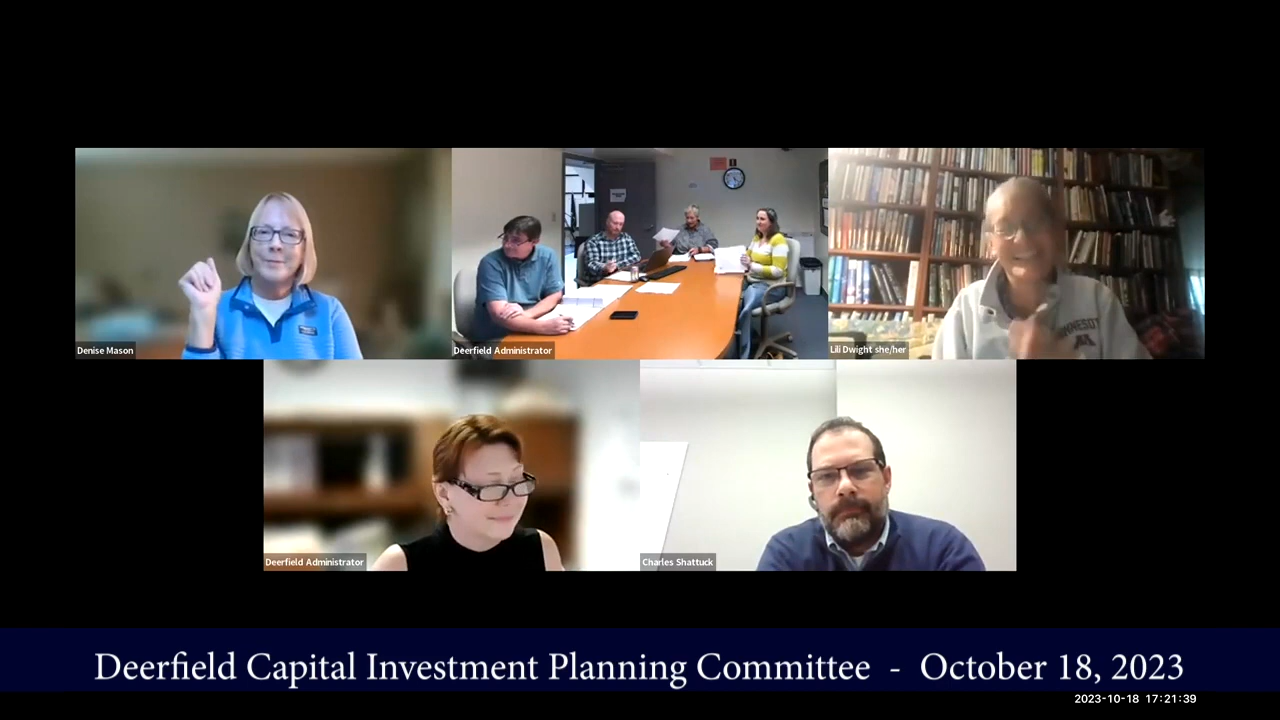 Denise Mason
Deerfield Administrator
Lili Dwight she/her
Deerfield Administrator
Charles Shattuck
Deerfield Capital Investment Planning Committee - October 18, 2023
2023-10-18 17:21:39